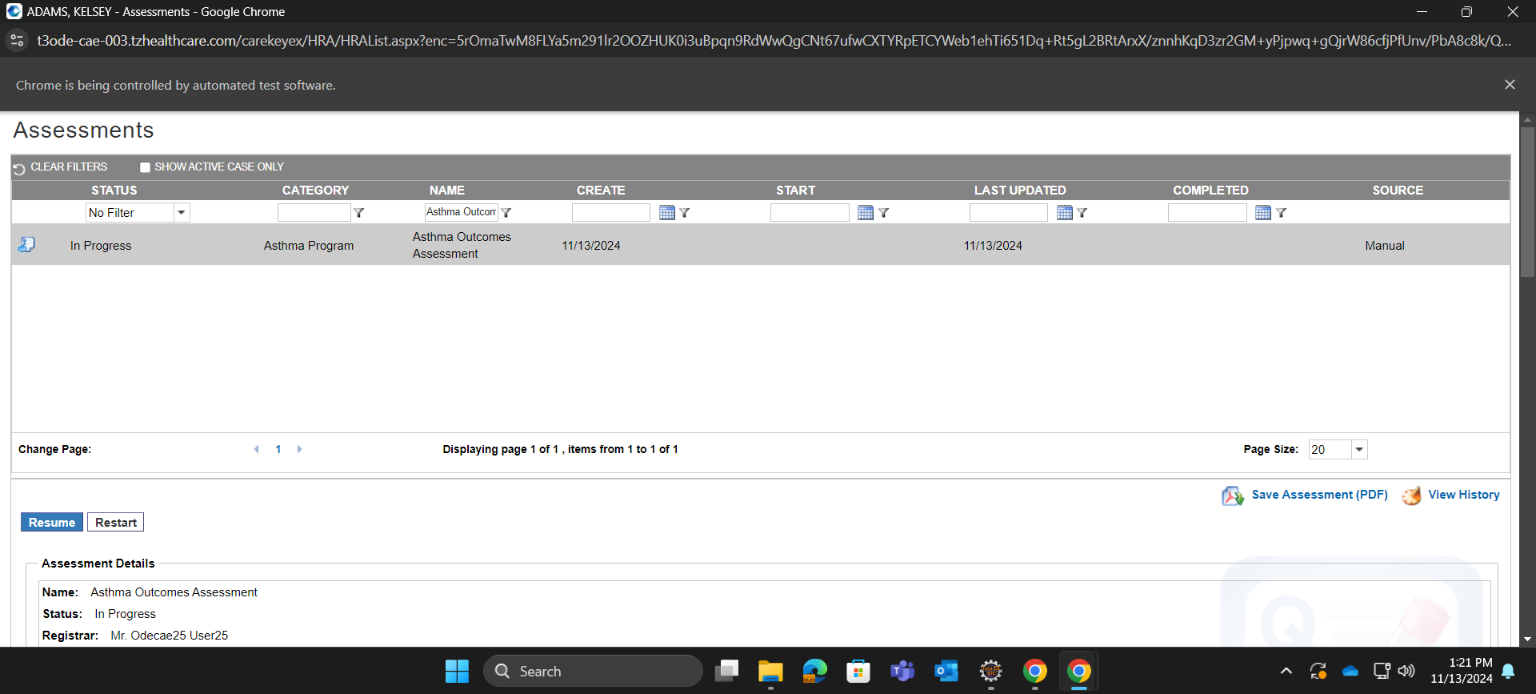 ADAMS, KELSEY - Assessments - Google Chrome
t3ode-cae-003.tzhealthcare.com/carekeyex/HRA/HRAList.aspx?enc=5rOmaTwM8FLYa5m291lr2OOZHUK0i3uBpqn9RdWwQgCNt67ufwCXTYRpETCYWeb1ehTi651Dq+Rt5gL2BRtArxX/znnhKqD3zr2GM+yPjpwq+gQjrW86cfjPfUnv/PbA8c8k/Q...
Chrome is being controlled by automated test software.
Assessments
CLEAR FILTERS SHOW ACTIVE CASE ONLY
STATUS CATEGORY NAME CREATE START LAST UPDATED COMPLETED SOURCE
No Filter Asthma Outcom
In Progress Asthma Program Asthma Outcomes Assessment 11/13/2024 11/13/2024 Manual
Change Page: 1 Displaying page 1 of 1 , items from 1 to 1 of 1 Page Size: 20
Save Assessment (PDF) View History
Resume Restart
Assessment Details
Name: Asthma Outcomes Assessment
Status: In Progress
Registrar: Mr. Odecae25 User25
Search
1:21 PM
11/13/2024